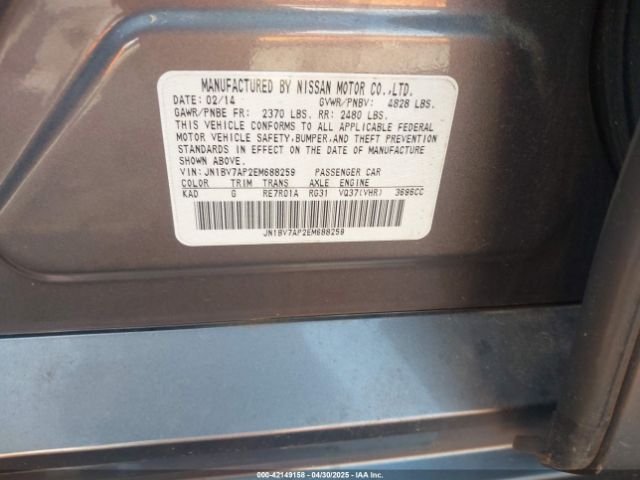 MANUFACTURED BY NISSAN MOTOR CO.,LTD.
DATE: 02/14 GVWR/PNBV: 4828 LBS.
GAWR/PNBE FR: 2370 LBS. RR: 2480 LBS.
THIS VEHICLE CONFORMS TO ALL APPLICABLE FEDERAL
MOTOR VEHICLE SAFETY,BUMPER,AND THEFT PREVENTION
STANDARDS IN EFFECT ON THE DATE OF MANUFACTURE
SHOWN ABOVE.
VIN: JN1BV7AP2EM688259 PASSENGER CAR
COLOR TRIM TRANS AXLE ENGINE
KAD G RE7R01A RG31 VQ37(VHR) 3696CC
JN1BV7AP2EM688259
000-42149158 - 04/30/2025 - IAA Inc.